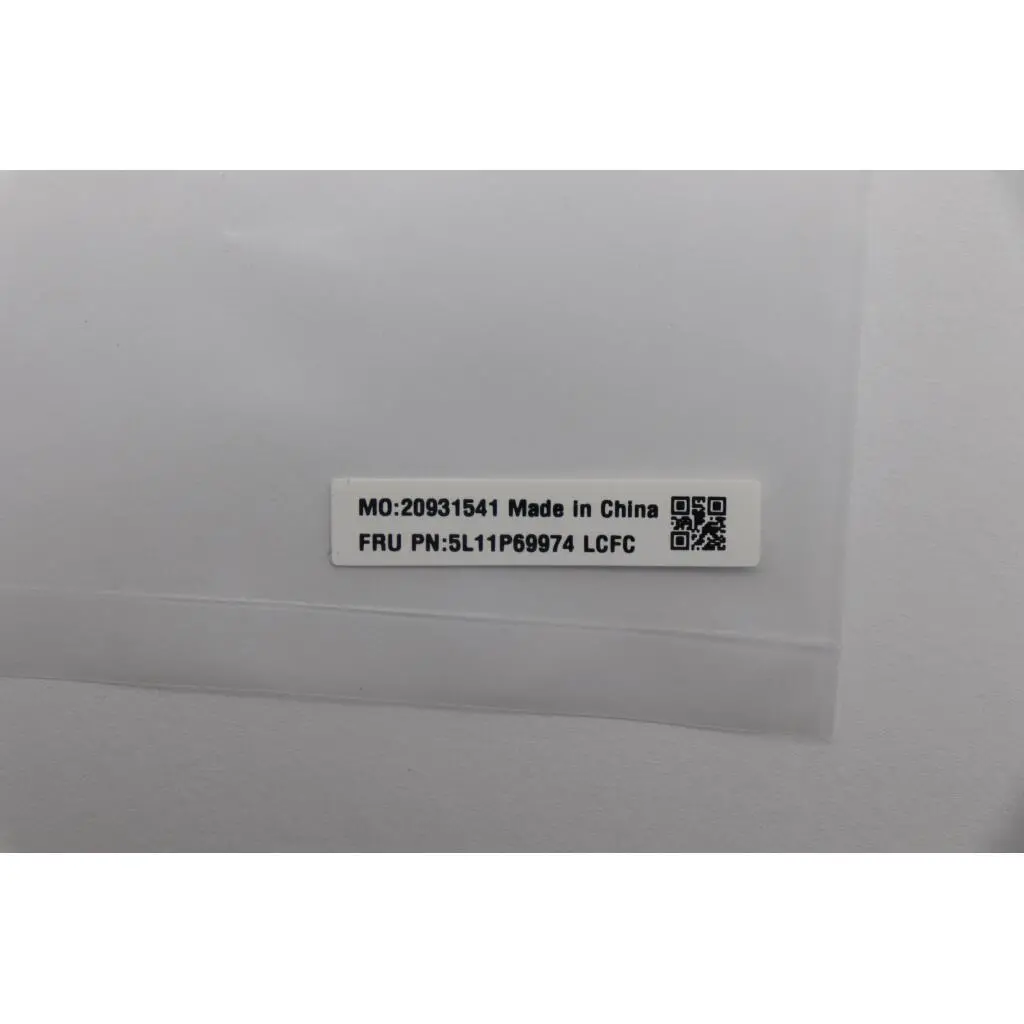 MO:20931541 Made in China
FRU PN:5L11P69974 LCFC